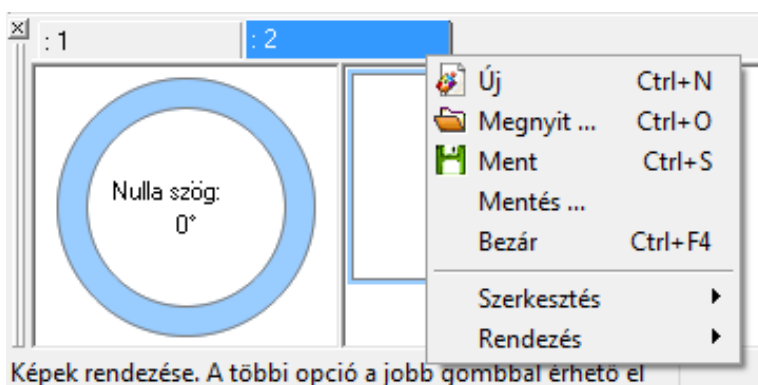 : 1
: 2
Új Ctrl+N
Megnyit ... Ctrl+O
Ment Ctrl+S
Mentés ...
Bezár Ctrl+F4
Szerkesztés
Rendezés
Nulla szög:
0°
Képek rendezése. A többi opció a jobb gombbal érhető el